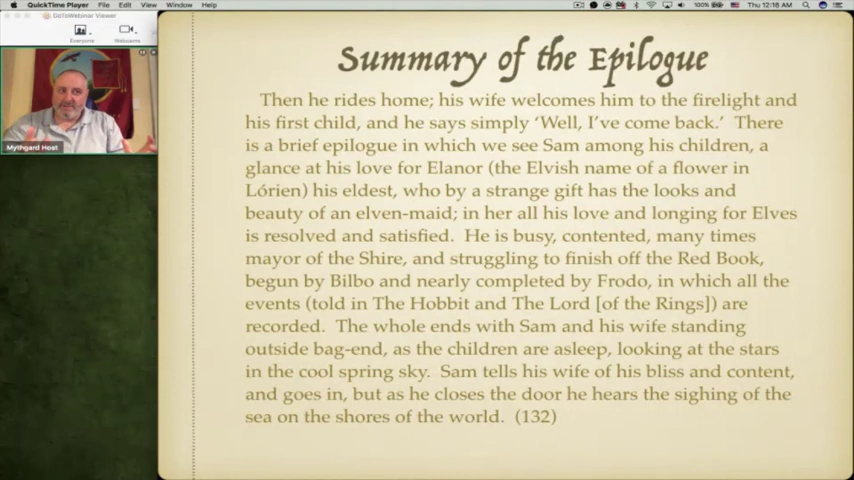 QuickTime Player File Edit View Window Help
100% Thu 12:18 AM
GoToWebinar Viewer
Everyone Webcams
Mythgard Host
Summary of the Epilogue
Then he rides home; his wife welcomes him to the firelight and
his first child, and he says simply ‘Well, I’ve come back.’ There
is a brief epilogue in which we see Sam among his children, a
glance at his love for Elanor (the Elvish name of a flower in
Lórien) his eldest, who by a strange gift has the looks and
beauty of an elven-maid; in her all his love and longing for Elves
is resolved and satisfied. He is busy, contented, many times
mayor of the Shire, and struggling to finish off the Red Book,
begun by Bilbo and nearly completed by Frodo, in which all the
events (told in The Hobbit and The Lord [of the Rings]) are
recorded. The whole ends with Sam and his wife standing
outside bag-end, as the children are asleep, looking at the stars
in the cool spring sky. Sam tells his wife of his bliss and content,
and goes in, but as he closes the door he hears the sighing of the
sea on the shores of the world. (132)